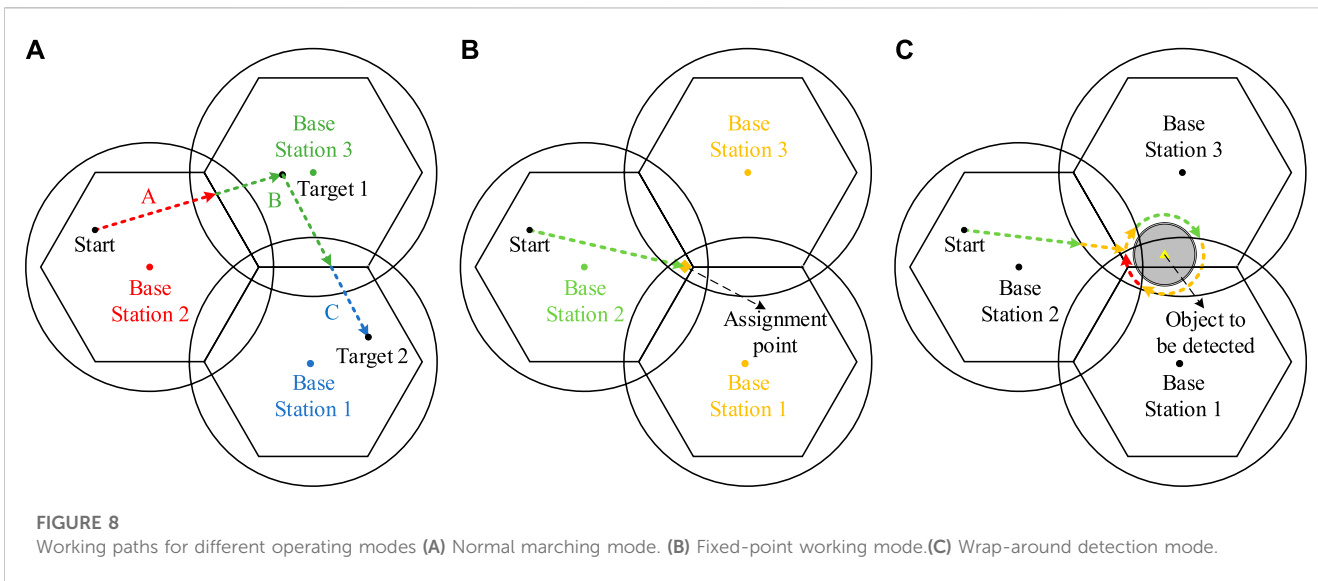 A
Base
Station 3
A
B
Target 1
Start
Base
Station 2
C
Target 2
Base
Station 1
B
Base
Station 3
Start
Base
Station 2
Assignment
point
Base
Station 1
C
Base
Station 3
Start
Base
Station 2
Object to
be detected
Base
Station 1
FIGURE 8
Working paths for different operating modes (A) Normal marching mode. (B) Fixed-point working mode.(C) Wrap-around detection mode.